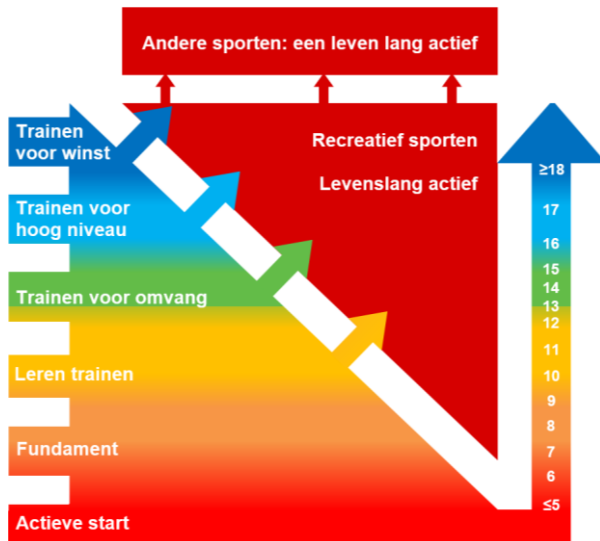 Andere sporten: een leven lang actief
Trainen
voor winst
Trainen voor
hoog niveau
Trainen voor omvang
Leren trainen
Fundament
Actieve start
Recreatief sporten
Levenslang actief
≥18
17
16
15
14
13
12
11
10
9
8
7
6
≤5